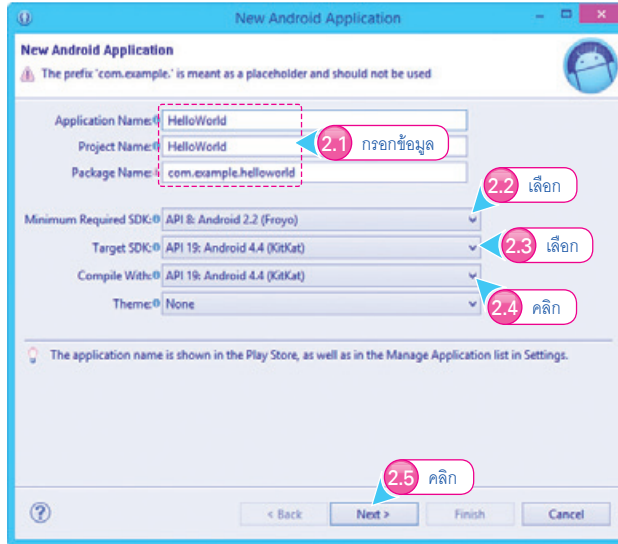 New Android Application
New Android Application
The prefix 'com.example.' is meant as a placeholder and should not be used
Application Name: HelloWorld
Project Name: HelloWorld
2.1 กรอกข้อมูล
Package Name: com.example.helloworld
2.2 เลือก
Minimum Required SDK: API 8: Android 2.2 (Froyo)
Target SDK: API 19: Android 4.4 (KitKat)
2.3 เลือก
Compile With: API 19: Android 4.4 (KitKat)
Theme: None
2.4 คลิก
The application name is shown in the Play Store, as well as in the Manage Application list in Settings.
2.5 คลิก
? < Back Next > Finish Cancel